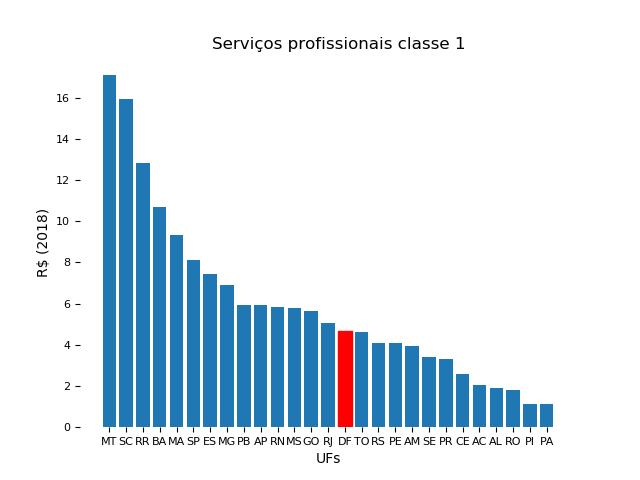 Serviços profissionais classe 1
R$ (2018)
16
14
12
10
8
6
4
2
0
MT SC RR BA MA SP ES MG PB AP RN MS GO RJ DF TO RS PE AM SE PR CE AC AL RO PI PA
UFs